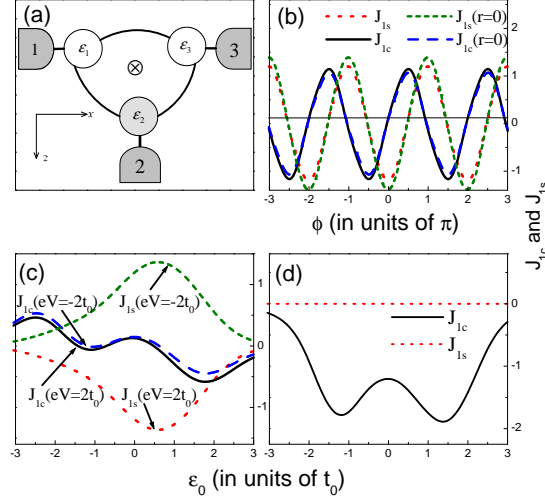 (a)
1
ε₁
ε₃
3
⊗
x
ε₂
z
2
(b)
J₁ₛ
J₁ₛ(r=0)
J₁c
J₁c(r=0)
1
0
-1
-3 -2 -1 0 1 2 3
ϕ (in units of π)
J₁c and J₁ₛ
(c)
1
0
-1
J₁c(eV=-2t₀)
J₁ₛ(eV=-2t₀)
J₁c(eV=2t₀)
J₁ₛ(eV=2t₀)
-3 -2 -1 0 1 2 3
(d)
0
-1
-2
J₁c
J₁ₛ
-3 -2 -1 0 1 2 3
ε₀ (in units of t₀)